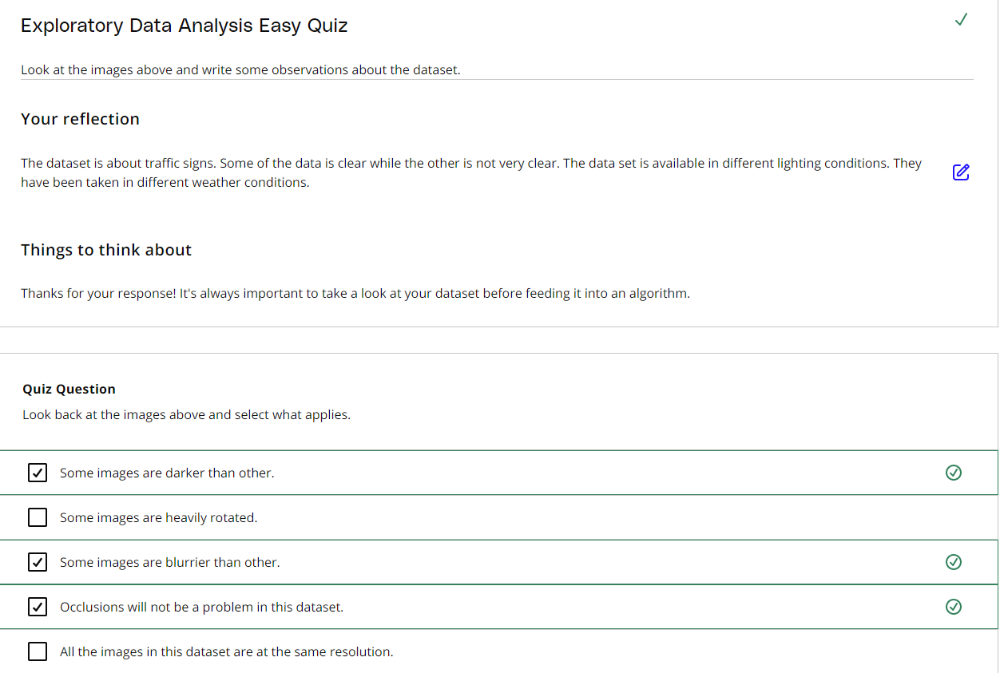 Exploratory Data Analysis Easy Quiz
Look at the images above and write some observations about the dataset.
Your reflection
The dataset is about traffic signs. Some of the data is clear while the other is not very clear. The data set is available in different lighting conditions. They
have been taken in different weather conditions.
Things to think about
Thanks for your response! It's always important to take a look at your dataset before feeding it into an algorithm.
Quiz Question
Look back at the images above and select what applies.
Some images are darker than other.
Some images are heavily rotated.
Some images are blurrier than other.
Occlusions will not be a problem in this dataset.
All the images in this dataset are at the same resolution.